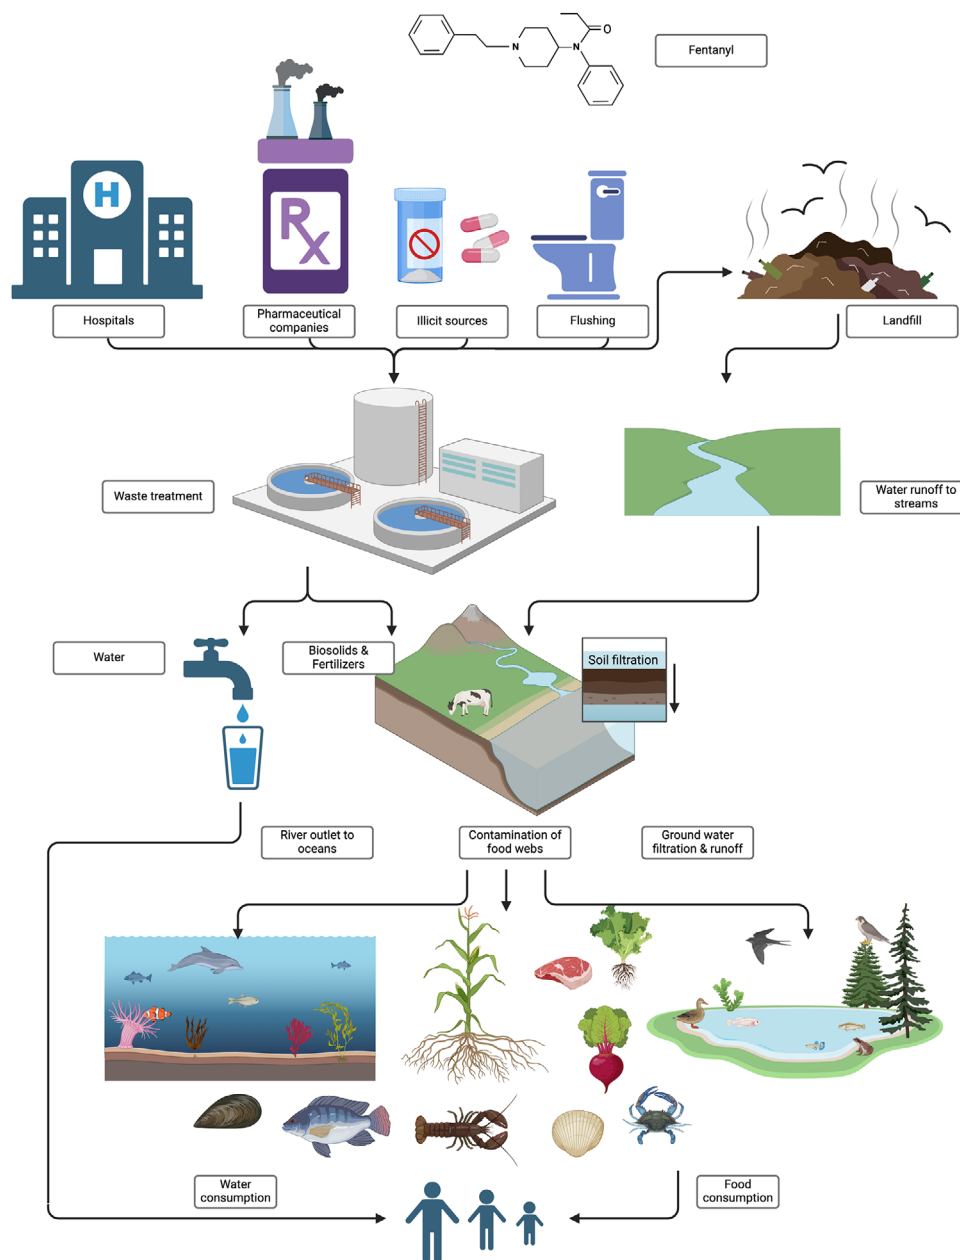 N
N
O
Fentanyl
H
Rx
Hospitals
Pharmaceutical
companies
Illicit sources
Flushing
Landfill
Waste treatment
Water runoff to
streams
Water
Biosolids &
Fertilizers
Soil filtration
River outlet to
oceans
Contamination of
food webs
Ground water
filtration & runoff
Water
consumption
Food
consumption